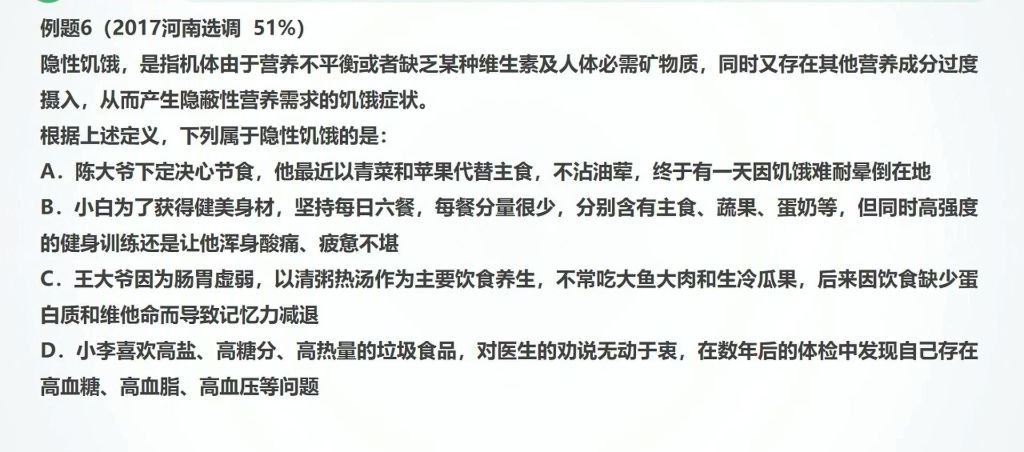 例题6（2017河南选调 51%）
隐性饥饿，是指机体由于营养不平衡或者缺乏某种维生素及人体必需矿物质，同时又存在其他营养成分过度
摄入，从而产生隐蔽性营养需求的饥饿症状。
根据上述定义，下列属于隐性饥饿的是：
A．陈大爷下定决心节食，他最近以青菜和苹果代替主食，不沾油荤，终于有一天因饥饿难耐晕倒在地
B．小白为了获得健美身材，坚持每日六餐，每餐分量很少，分别含有主食、蔬果、蛋奶等，但同时高强度
的健身训练还是让他浑身酸痛、疲惫不堪
C．王大爷因为肠胃虚弱，以清粥热汤作为主要饮食养生，不常吃大鱼大肉和生冷瓜果，后来因饮食缺少蛋
白质和维他命而导致记忆力减退
D．小李喜欢高盐、高糖分、高热量的垃圾食品，对医生的劝说无动于衷，在数年后的体检中发现自己存在
高血糖、高血脂、高血压等问题